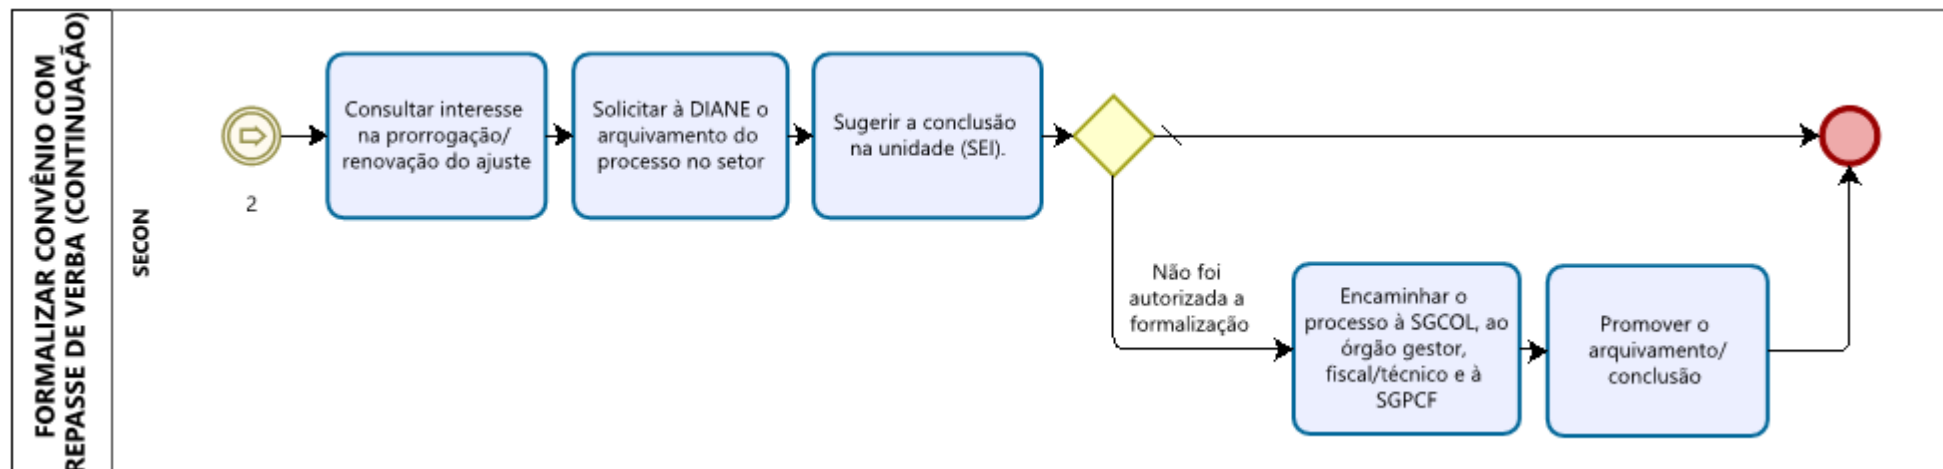 FORMALIZAR CONVÊNIO COM
REPASSE DE VERBA (CONTINUAÇÃO)
SECON
2
Consultar interesse
na prorrogação/
renovação do ajuste
Solicitar à DIANE o
arquivamento do
processo no setor
Sugerir a conclusão
na unidade (SEI).
Não foi
autorizada a
formalização
Encaminhar o
processo à SGCOL, ao
órgão gestor,
fiscal/técnico e à
SGPCF
Promover o
arquivamento/
conclusão